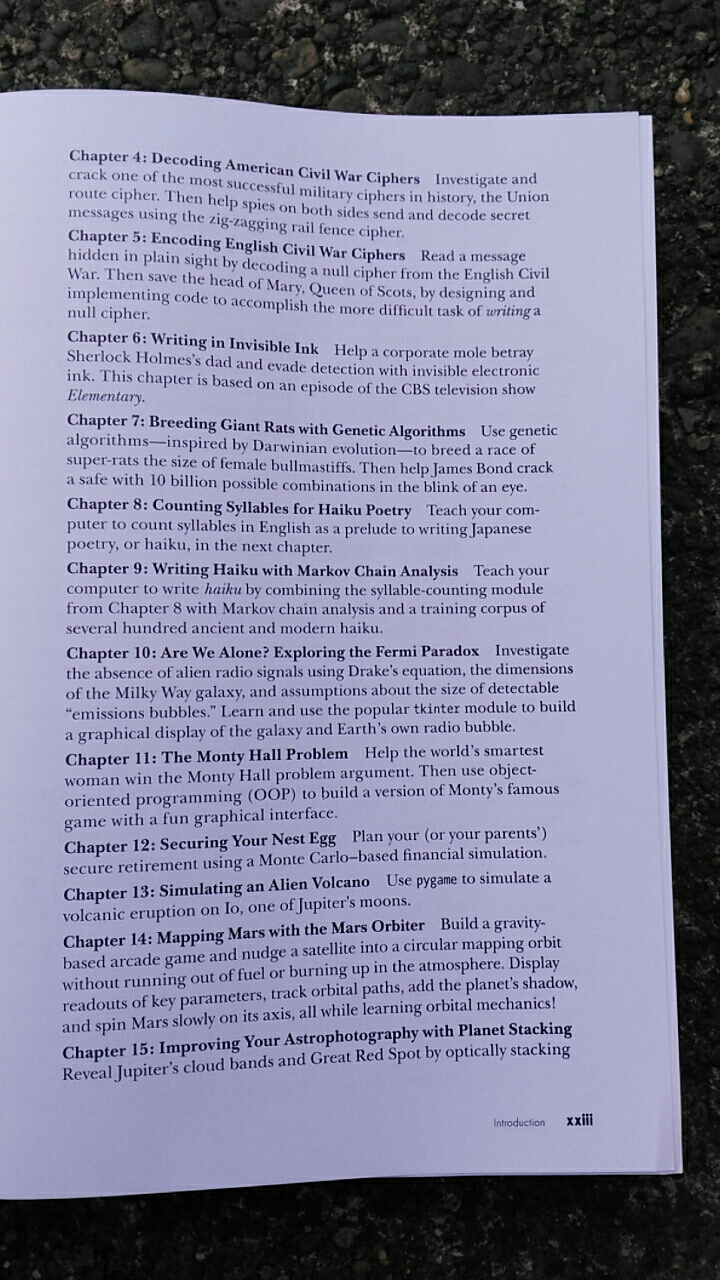 Chapter 4: Decoding American Civil War Ciphers Investigate and
crack one of the most successful military ciphers in history, the Union
route cipher. Then help spies on both sides send and decode secret
messages using the zig-zagging rail fence cipher.
Chapter 5: Encoding English Civil War Ciphers Read a message
hidden in plain sight by decoding a null cipher from the English Civil
War. Then save the head of Mary, Queen of Scots, by designing and
implementing code to accomplish the more difficult task of writing a
null cipher.
Chapter 6: Writing in Invisible Ink Help a corporate mole betray
Sherlock Holmes's dad and evade detection with invisible electronic
ink. This chapter is based on an episode of the CBS television show
Elementary.
Chapter 7: Breeding Giant Rats with Genetic Algorithms Use genetic
algorithms—inspired by Darwinian evolution—to breed a race of
super-rats the size of female bullmastiffs. Then help James Bond crack
a safe with 10 billion possible combinations in the blink of an eye.
Chapter 8: Counting Syllables for Haiku Poetry Teach your com-
puter to count syllables in English as a prelude to writing Japanese
poetry, or haiku, in the next chapter.
Chapter 9: Writing Haiku with Markov Chain Analysis Teach your
computer to write haiku by combining the syllable-counting module
from Chapter 8 with Markov chain analysis and a training corpus of
several hundred ancient and modern haiku.
Chapter 10: Are We Alone? Exploring the Fermi Paradox Investigate
the absence of alien radio signals using Drake's equation, the dimensions
of the Milky Way galaxy, and assumptions about the size of detectable
“emissions bubbles.” Learn and use the popular tkinter module to build
a graphical display of the galaxy and Earth's own radio bubble.
Chapter 11: The Monty Hall Problem Help the world's smartest
woman win the Monty Hall problem argument. Then use object-
oriented programming (OOP) to build a version of Monty's famous
game with a fun graphical interface.
Chapter 12: Securing Your Nest Egg Plan your (or your parents')
secure retirement using a Monte Carlo–based financial simulation.
Chapter 13: Simulating an Alien Volcano Use pygame to simulate a
volcanic eruption on Io, one of Jupiter's moons.
Chapter 14: Mapping Mars with the Mars Orbiter Build a gravity-
based arcade game and nudge a satellite into a circular mapping orbit
without running out of fuel or burning up in the atmosphere. Display
readouts of key parameters, track orbital paths, add the planet's shadow,
and spin Mars slowly on its axis, all while learning orbital mechanics!
Chapter 15: Improving Your Astrophotography with Planet Stacking
Reveal Jupiter's cloud bands and Great Red Spot by optically stacking
Introduction xxiii